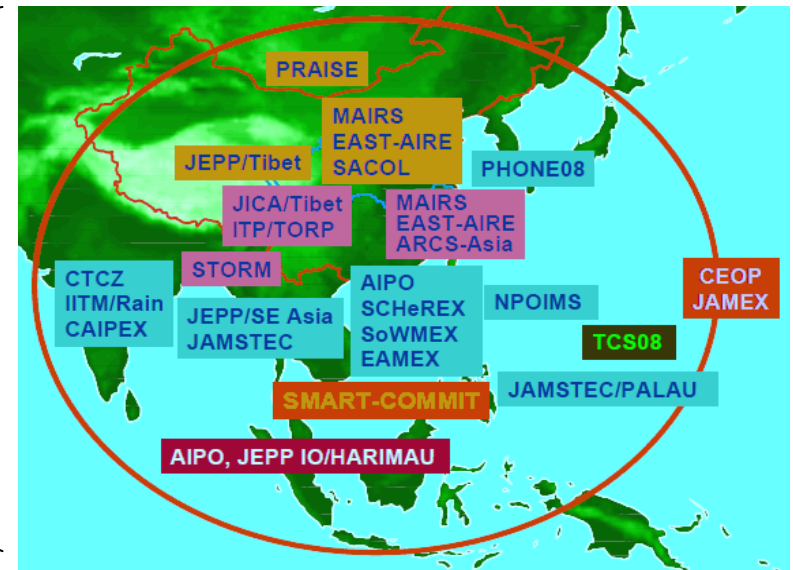 PRAISE
MAIRS
EAST-AIRE
SACOL
JEPP/Tibet
PHONE08
JICA/Tibet
ITP/TORP
MAIRS
EAST-AIRE
ARCS-Asia
STORM
CTCZ
IITM/Rain
CAIPEX
JEPP/SE Asia
JAMSTEC
AIPO
SCHeREX
SoWMEX
EAMEX
NPOIMS
CEOP
JAMEX
TCS08
JAMSTEC/PALAU
SMART-COMMIT
AIPO, JEPP IO/HARIMAU